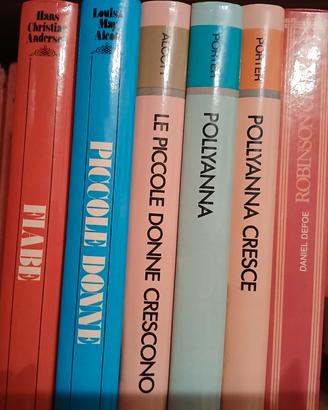 Hans
Christian
Andersen
FIABE
Louisa
May
Alcott
PICCOLE DONNE
ALCOTT
LE PICCOLE DONNE CRESCONO
PORTER
POLLYANNA
PORTER
POLLYANNA CRESCE
DANIEL DEFOE
ROBINSON